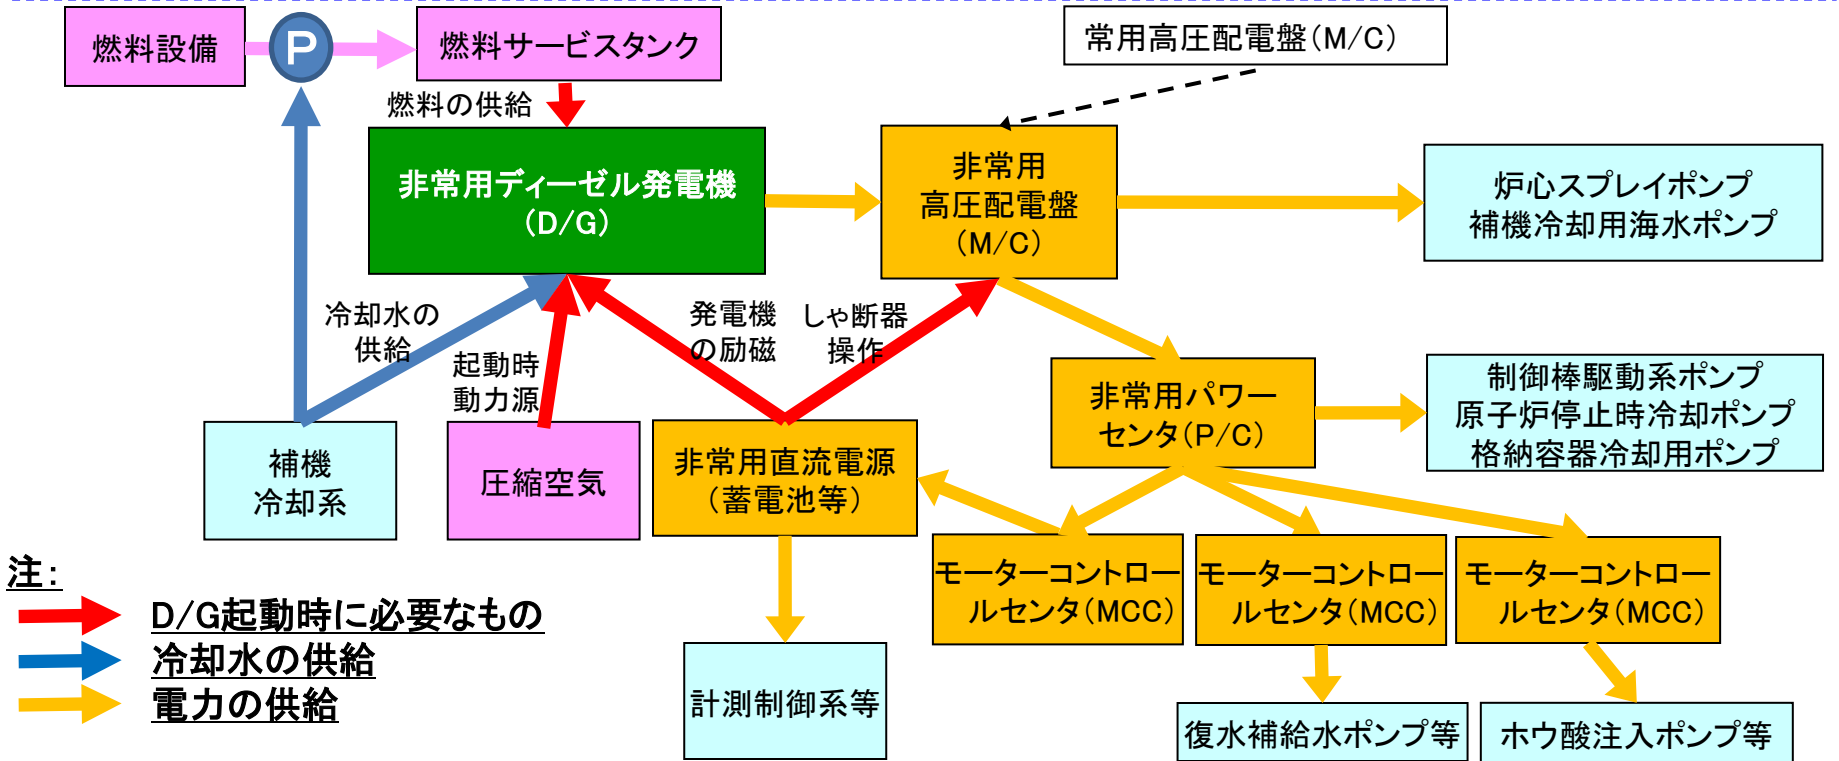 燃料設備
P
燃料サービスタンク
常用高圧配電盤(M/C)
燃料の供給
非常用ディーゼル発電機
(D/G)
非常用
高圧配電盤
(M/C)
炉心スプレイポンプ
補機冷却用海水ポンプ
冷却水の
供給
起動時
動力源
発電機
の励磁
しゃ断器
操作
非常用パワー
センタ(P/C)
制御棒駆動系ポンプ
原子炉停止時冷却ポンプ
格納容器冷却用ポンプ
補機
冷却系
圧縮空気
非常用直流電源
(蓄電池等)
モーターコントロー
ルセンタ(MCC)
モーターコントロー
ルセンタ(MCC)
モーターコントロー
ルセンタ(MCC)
注:
D/G起動時に必要なもの
冷却水の供給
電力の供給
計測制御系等
復水補給水ポンプ等
ホウ酸注入ポンプ等